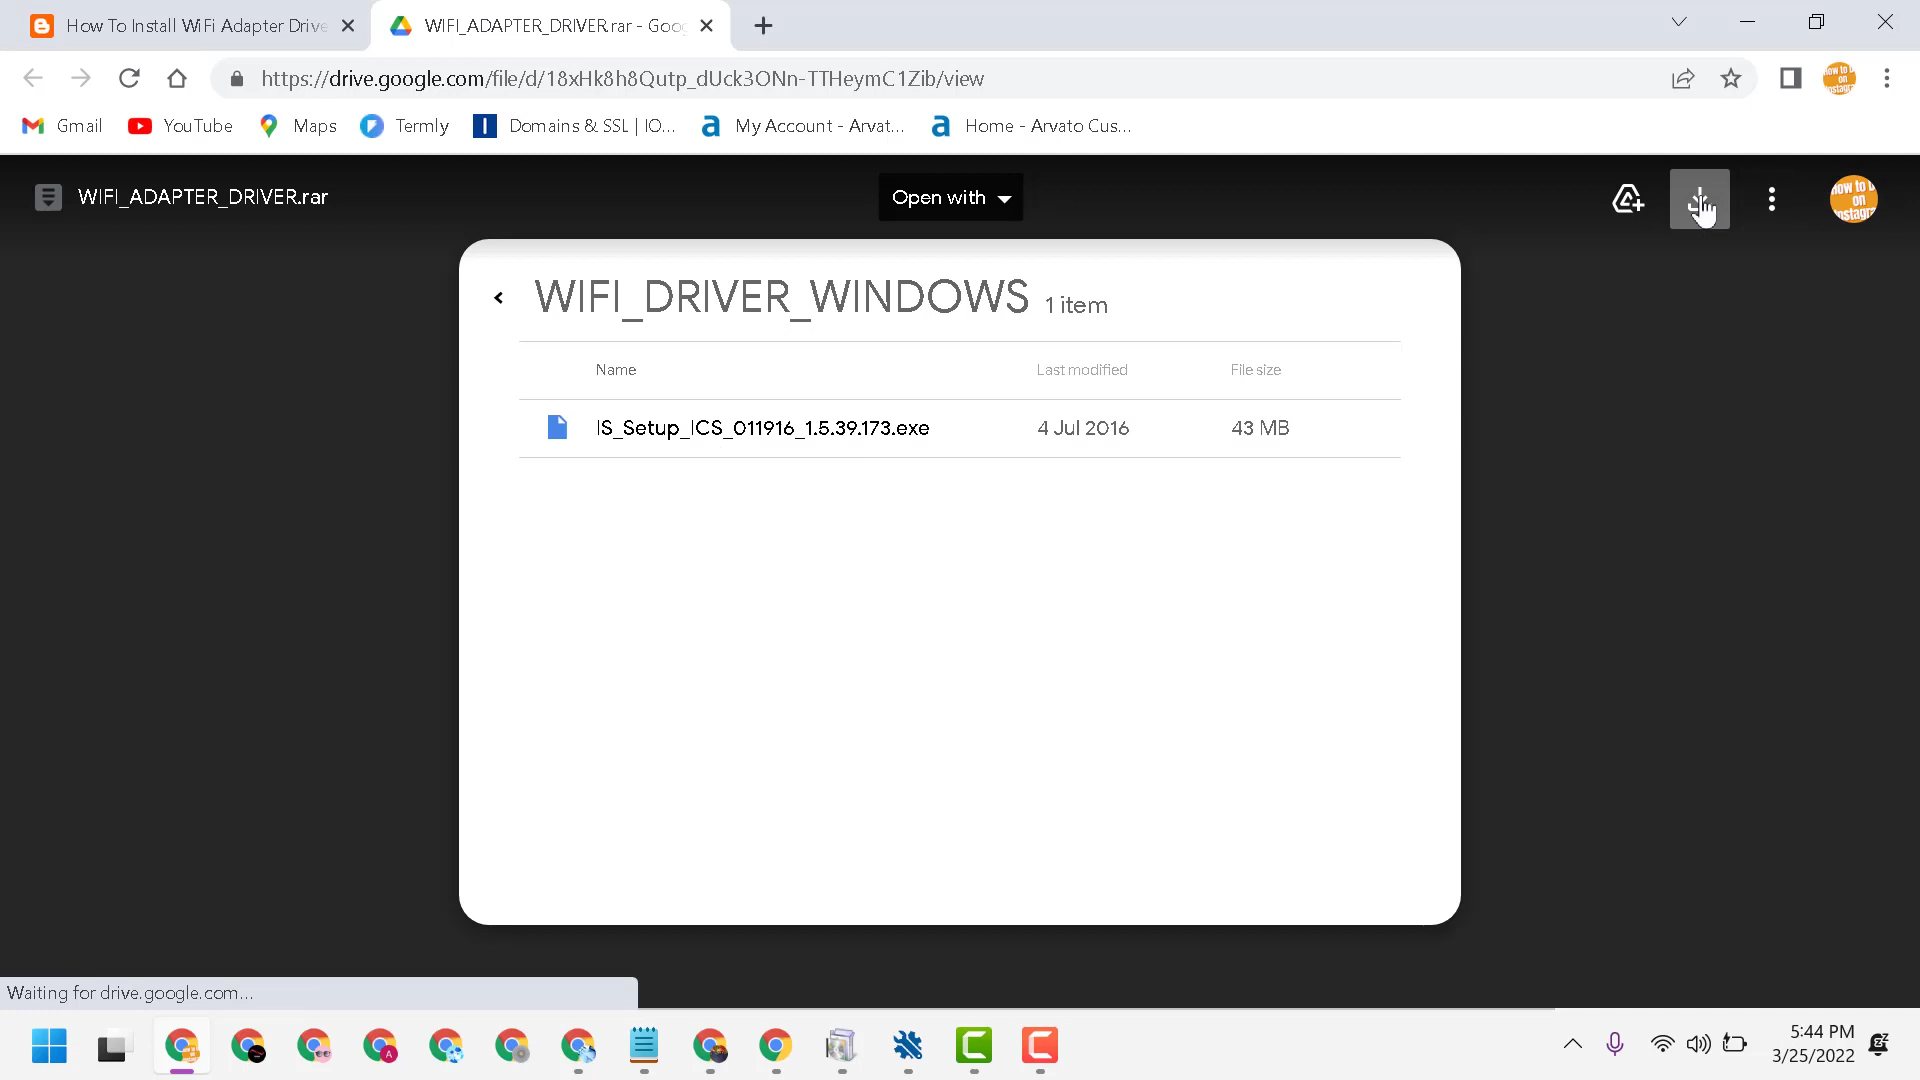 How To Install WiFi Adapter Drive
WIFI_ADAPTER_DRIVER.rar - Goog
https://drive.google.com/file/d/18xHk8h8Qutp_dUck3ONn-TTHeymC1Zib/view
Gmail YouTube Maps Termly Domains & SSL | IO... My Account - Arvat... Home - Arvato Cus...
WIFI_ADAPTER_DRIVER.rar
Open with
WIFI_DRIVER_WINDOWS 1 item
Name Last modified File size
IS_Setup_ICS_011916_1.5.39.173.exe 4 Jul 2016 43 MB
Waiting for drive.google.com...
5:44 PM
3/25/2022